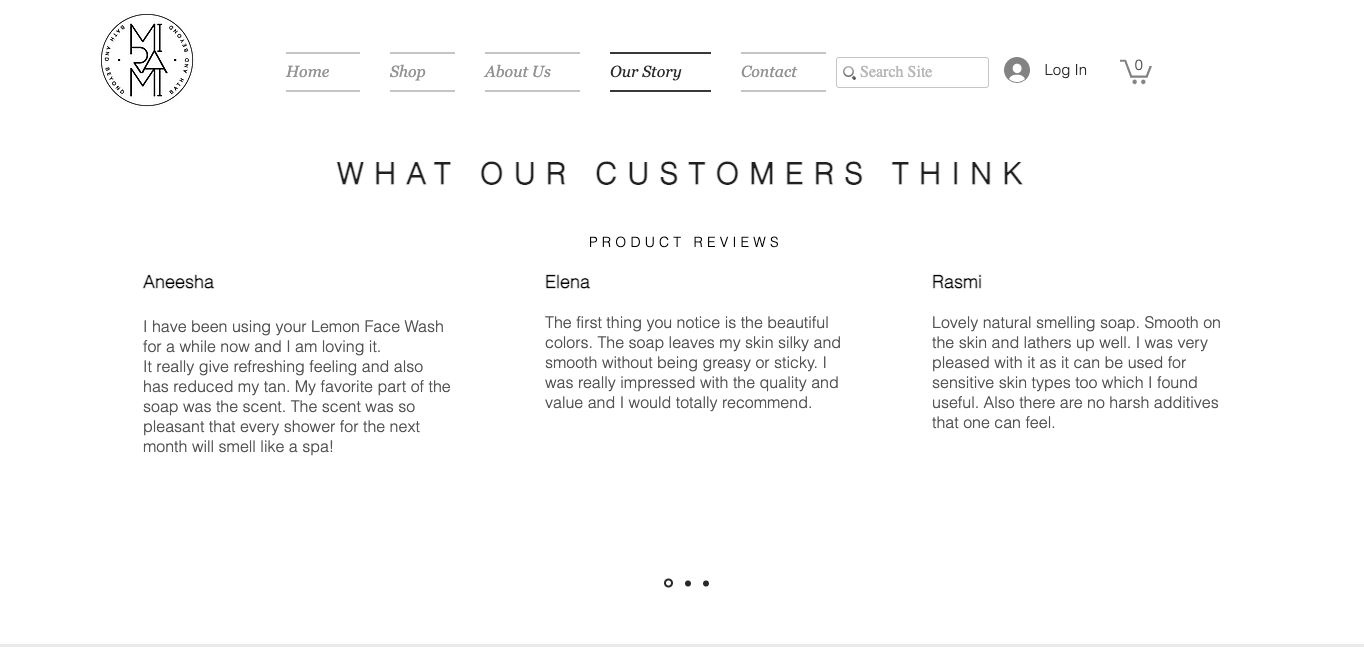 MI
RA
MI
BATH AND BEYOND
BATH AND BEYOND
Home
Shop
About Us
Our Story
Contact
Search Site
Log In
0
WHAT OUR CUSTOMERS THINK
PRODUCT REVIEWS
Aneesha
I have been using your Lemon Face Wash
for a while now and I am loving it.
It really give refreshing feeling and also
has reduced my tan. My favorite part of the
soap was the scent. The scent was so
pleasant that every shower for the next
month will smell like a spa!
Elena
The first thing you notice is the beautiful
colors. The soap leaves my skin silky and
smooth without being greasy or sticky. I
was really impressed with the quality and
value and I would totally recommend.
Rasmi
Lovely natural smelling soap. Smooth on
the skin and lathers up well. I was very
pleased with it as it can be used for
sensitive skin types too which I found
useful. Also there are no harsh additives
that one can feel.